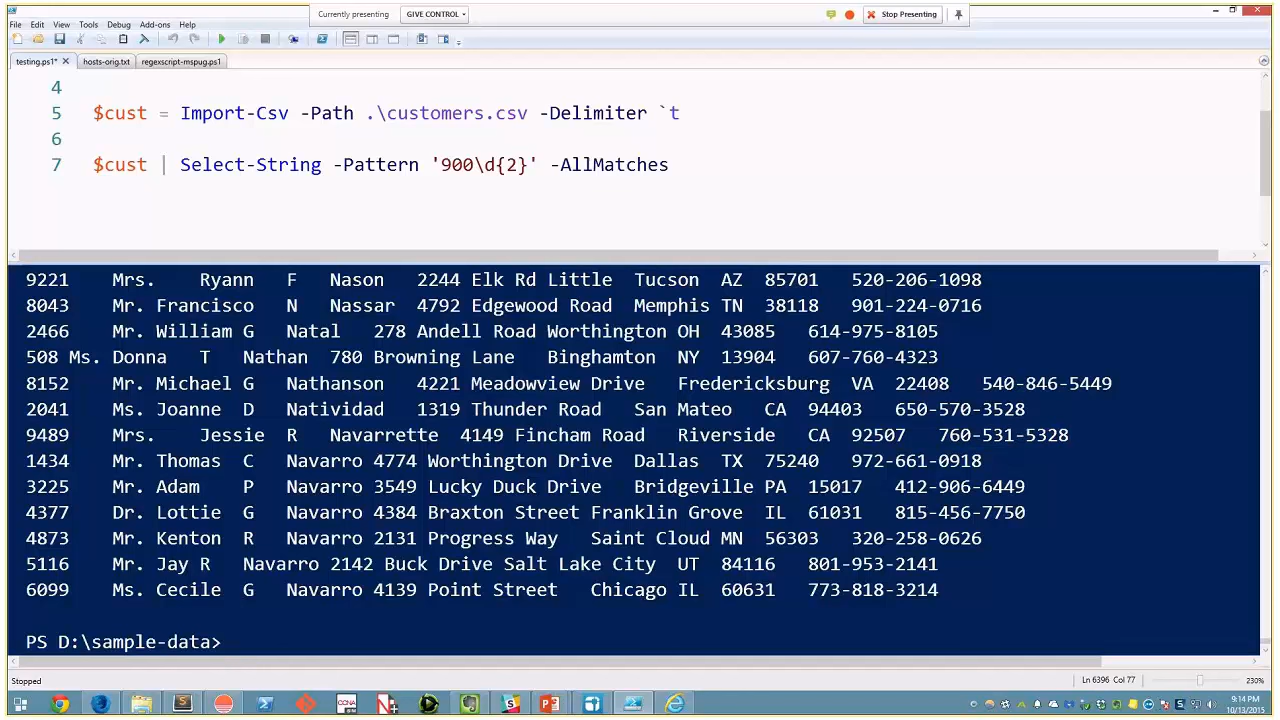 Currently presenting
GIVE CONTROL
Stop Presenting
File Edit View Tools Debug Add-ons Help
testing.ps1* hosts-orig.txt regexscript-mspug.ps1
4
5 $cust = Import-Csv -Path .\customers.csv -Delimiter `t
6
7 $cust | Select-String -Pattern '900\d{2}' -AllMatches
9221 Mrs. Ryann F Nason 2244 Elk Rd Little Tucson AZ 85701 520-206-1098
8043 Mr. Francisco N Nassar 4792 Edgewood Road Memphis TN 38118 901-224-0716
2466 Mr. William G Natal 278 Andell Road Worthington OH 43085 614-975-8105
508 Ms. Donna T Nathan 780 Browning Lane Binghamton NY 13904 607-760-4323
8152 Mr. Michael G Nathanson 4221 Meadowview Drive Fredericksburg VA 22408 540-846-5449
2041 Ms. Joanne D Natividad 1319 Thunder Road San Mateo CA 94403 650-570-3528
9489 Mrs. Jessie R Navarrette 4149 Fincham Road Riverside CA 92507 760-531-5328
1434 Mr. Thomas C Navarro 4774 Worthington Drive Dallas TX 75240 972-661-0918
3225 Mr. Adam P Navarro 3549 Lucky Duck Drive Bridgeville PA 15017 412-906-6449
4377 Dr. Lottie G Navarro 4384 Braxton Street Franklin Grove IL 61031 815-456-7750
4873 Mr. Kenton R Navarro 2131 Progress Way Saint Cloud MN 56303 320-258-0626
5116 Mr. Jay R Navarro 2142 Buck Drive Salt Lake City UT 84116 801-953-2141
6099 Ms. Cecile G Navarro 4139 Point Street Chicago IL 60631 773-818-3214
PS D:\sample-data>
Stopped
Ln 6396 Col 77
230%
CCNA
9:14 PM
10/13/2015